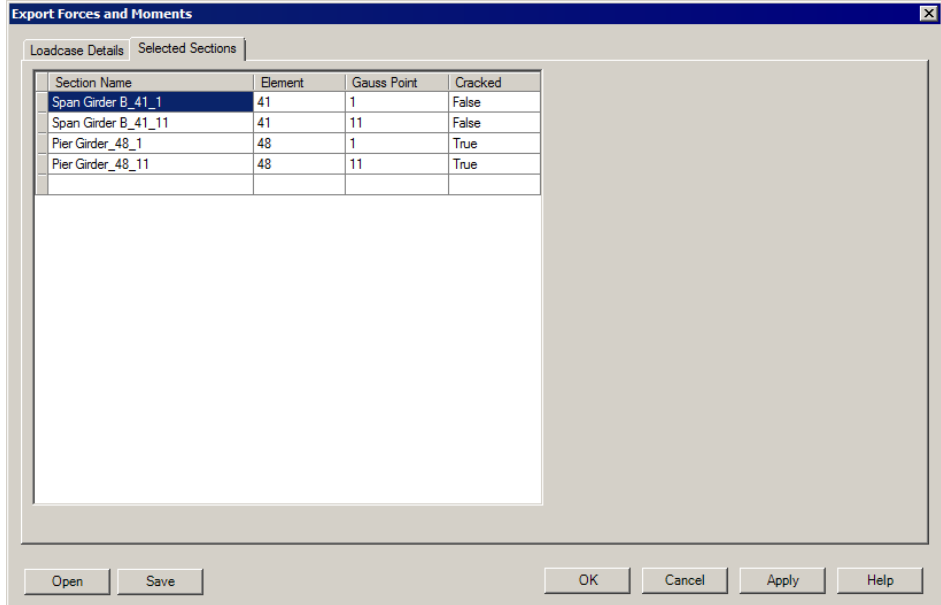 Export Forces and Moments
Loadcase Details Selected Sections
Section Name Element Gauss Point Cracked
Span Girder B_41_1 41 1 False
Span Girder B_41_11 41 11 False
Pier Girder_48_1 48 1 True
Pier Girder_48_11 48 11 True
Open Save OK Cancel Apply Help